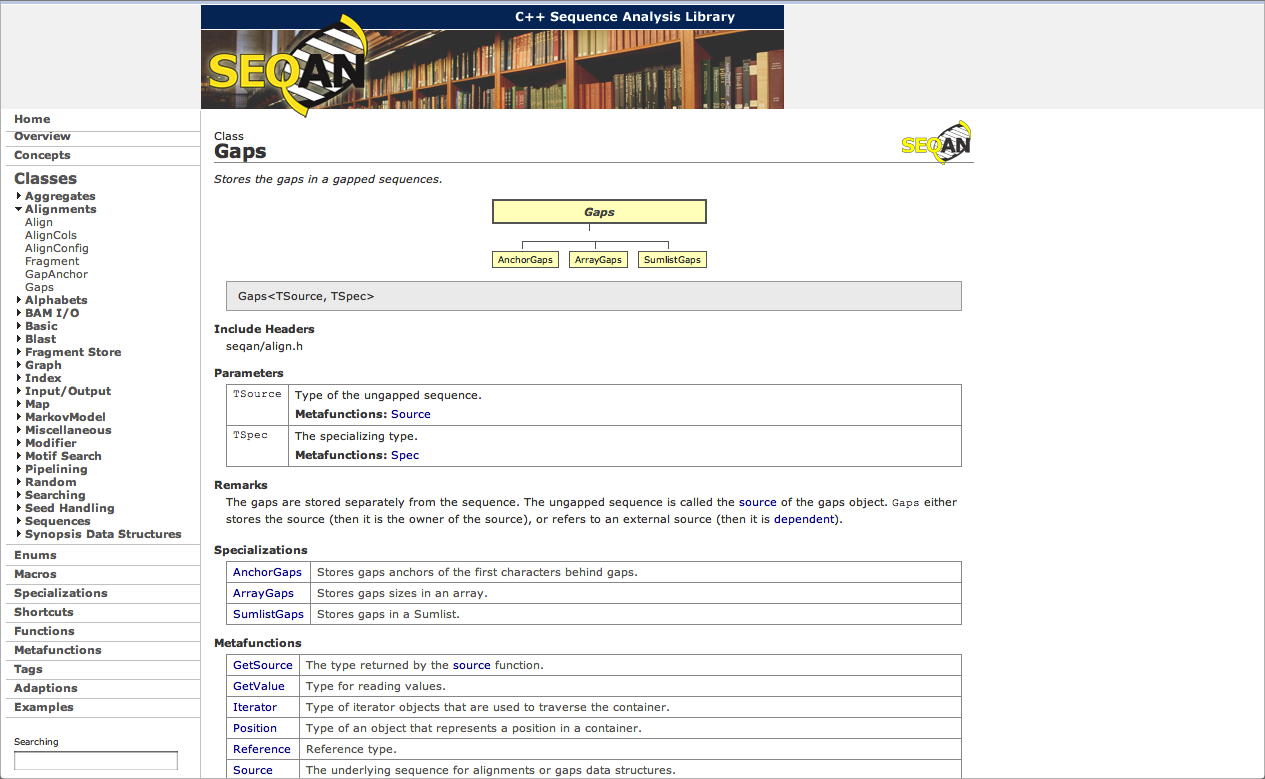 C++ Sequence Analysis Library
SEQAN
Home
Overview
Concepts
Classes
Aggregates
Alignments
Align
AlignCols
AlignConfig
Fragment
GapAnchor
Gaps
Alphabets
BAM I/O
Basic
Blast
Fragment Store
Graph
Index
Input/Output
Map
MarkovModel
Miscellaneous
Modifier
Motif Search
Pipelining
Random
Searching
Seed Handling
Sequences
Synopsis Data Structures
Enums
Macros
Specializations
Shortcuts
Functions
Metafunctions
Tags
Adaptions
Examples
Searching
Class
Gaps
SEQAN
Stores the gaps in a gapped sequences.
Gaps
AnchorGaps ArrayGaps SumlistGaps
Gaps<TSource, TSpec>
Include Headers
seqan/align.h
Parameters
TSource Type of the ungapped sequence.
Metafunctions: Source
TSpec The specializing type.
Metafunctions: Spec
Remarks
The gaps are stored separately from the sequence. The ungapped sequence is called the source of the gaps object. Gaps either
stores the source (then it is the owner of the source), or refers to an external source (then it is dependent).
Specializations
AnchorGaps Stores gaps anchors of the first characters behind gaps.
ArrayGaps Stores gaps sizes in an array.
SumlistGaps Stores gaps in a Sumlist.
Metafunctions
GetSource The type returned by the source function.
GetValue Type for reading values.
Iterator Type of iterator objects that are used to traverse the container.
Position Type of an object that represents a position in a container.
Reference Reference type.
Source The underlying sequence for alignments or gaps data structures.